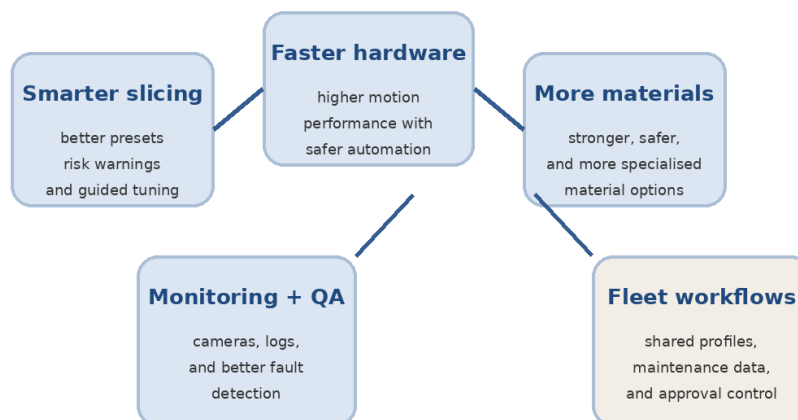 Smarter slicing
better presets
risk warnings
and guided tuning
Faster hardware
higher motion
performance with
safer automation
More materials
stronger, safer,
and more specialised
material options
Monitoring + QA
cameras, logs,
and better fault
detection
Fleet workflows
shared profiles,
maintenance data,
and approval control